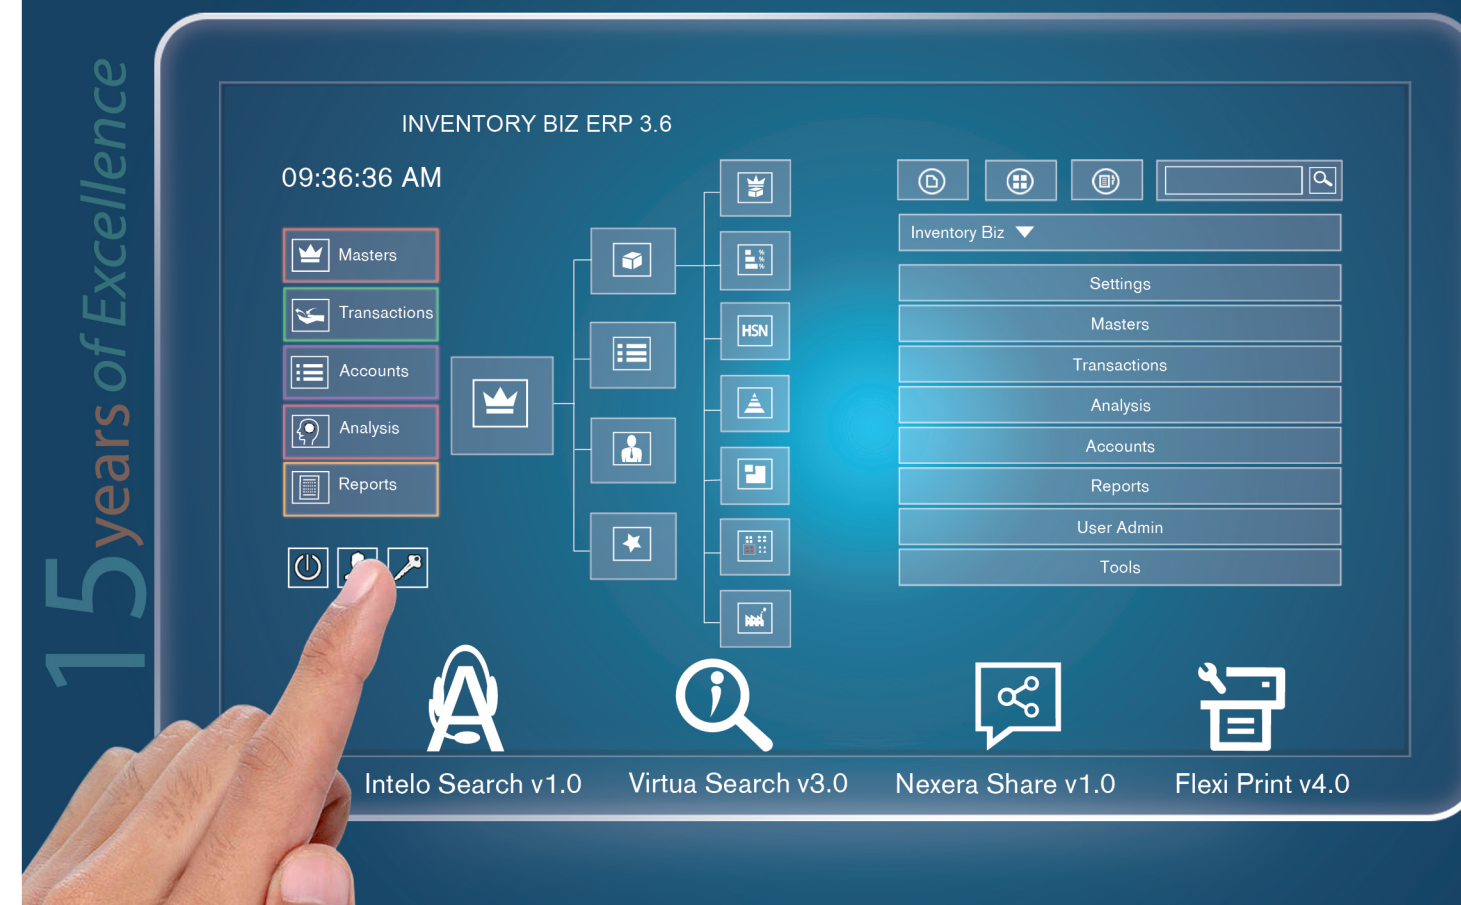 15 years of Excellence
INVENTORY BIZ ERP 3.6
09:36:36 AM
Masters
Transactions
Accounts
Analysis
Reports
%
%
%
HSN
Inventory Biz
Settings
Masters
Transactions
Analysis
Accounts
Reports
User Admin
Tools
Intelo Search v1.0
Virtua Search v3.0
Nexera Share v1.0
Flexi Print v4.0